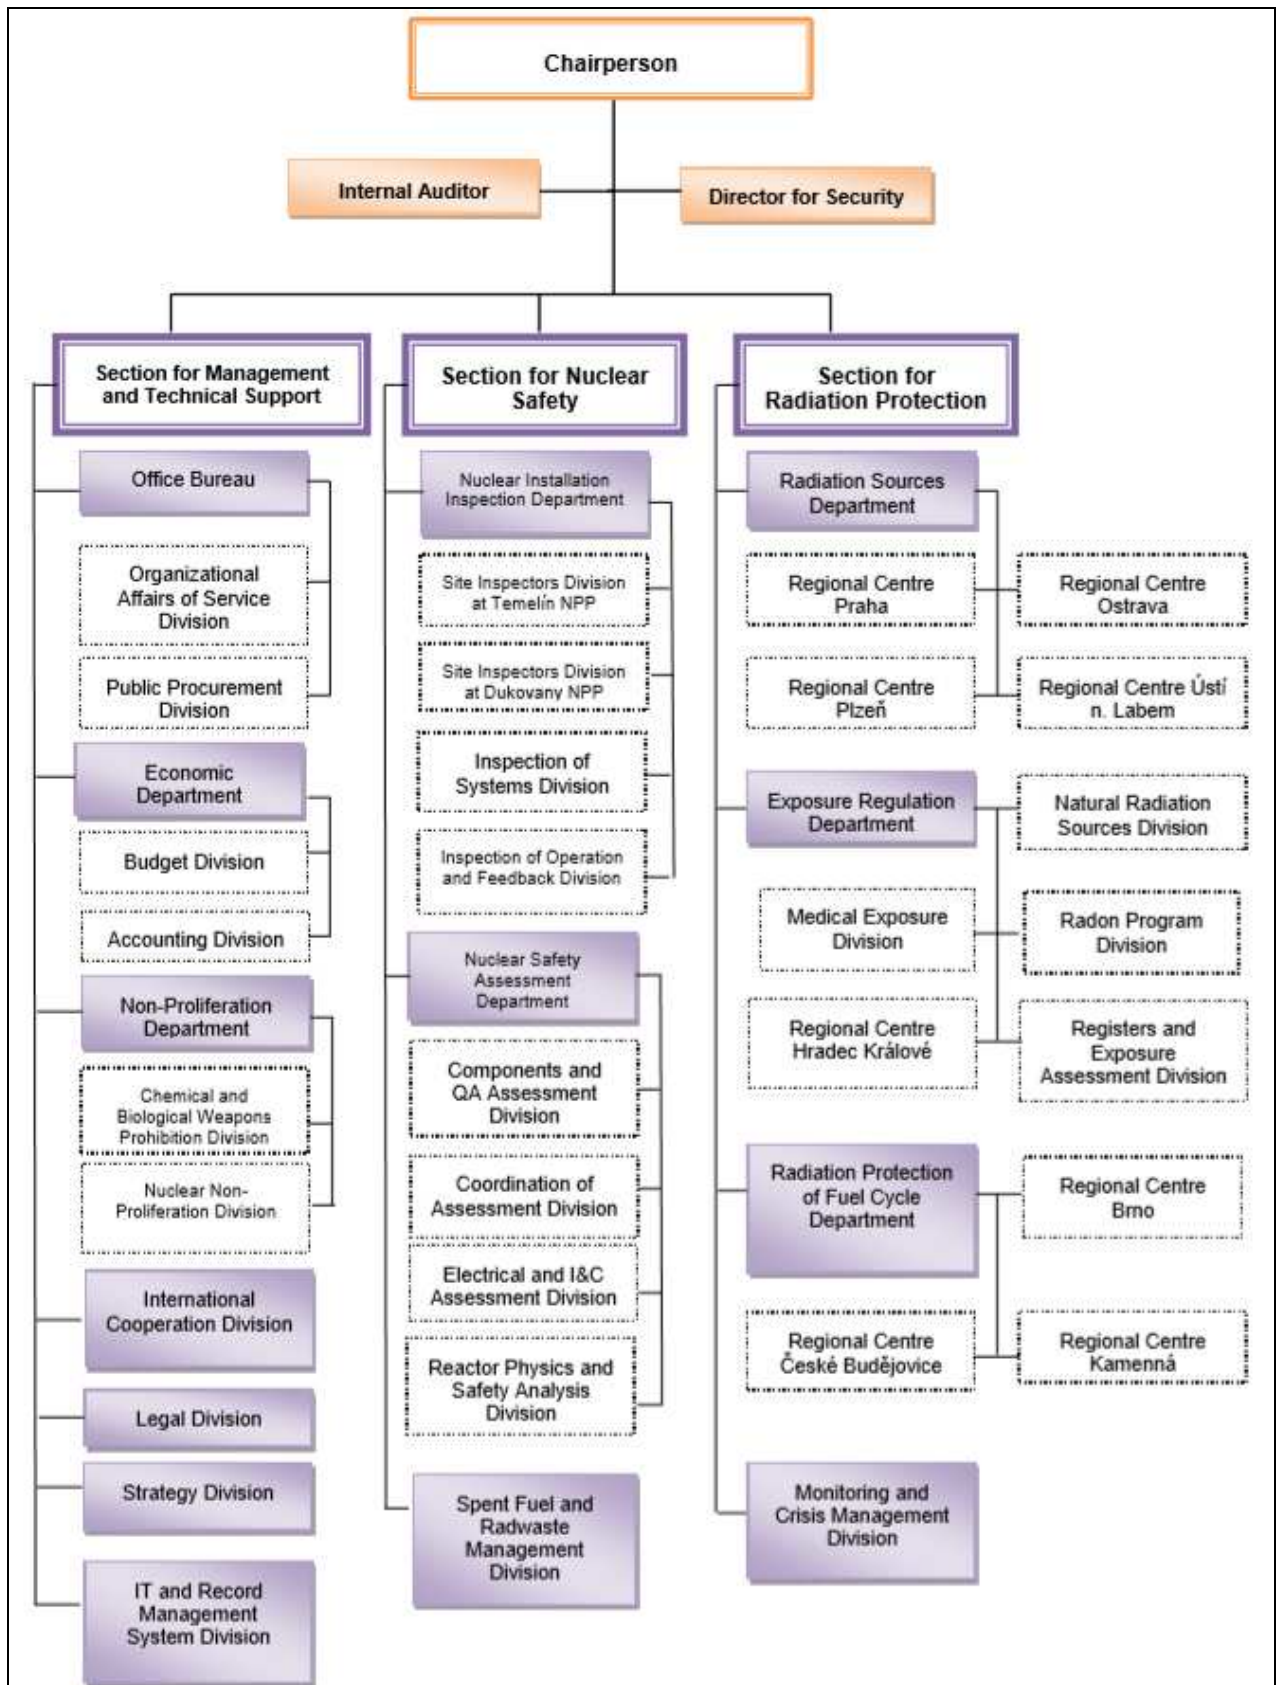 Chairperson
Internal Auditor
Director for Security
Section for Management
and Technical Support
Office Bureau
Organizational
Affairs of Service
Division
Public Procurement
Division
Economic
Department
Budget Division
Accounting Division
Non-Proliferation
Department
Chemical and
Biological Weapons
Prohibition Division
Nuclear Non-
Proliferation Division
International
Cooperation Division
Legal Division
Strategy Division
IT and Record
Management
System Division
Section for Nuclear
Safety
Nuclear Installation
Inspection Department
Site Inspectors Division
at Temelín NPP
Site Inspectors Division
at Dukovany NPP
Inspection of
Systems Division
Inspection of Operation
and Feedback Division
Nuclear Safety
Assessment
Department
Components and
QA Assessment
Division
Coordination of
Assessment Division
Electrical and I&C
Assessment Division
Reactor Physics and
Safety Analysis
Division
Spent Fuel and
Radwaste
Management
Division
Section for
Radiation Protection
Radiation Sources
Department
Regional Centre
Praha
Regional Centre
Ostrava
Regional Centre
Plzeň
Regional Centre Ústí
n. Labem
Exposure Regulation
Department
Natural Radiation
Sources Division
Medical Exposure
Division
Radon Program
Division
Regional Centre
Hradec Králové
Registers and
Exposure
Assessment Division
Radiation Protection
of Fuel Cycle
Department
Regional Centre
Brno
Regional Centre
České Budějovice
Regional Centre
Kamenná
Monitoring and
Crisis Management
Division